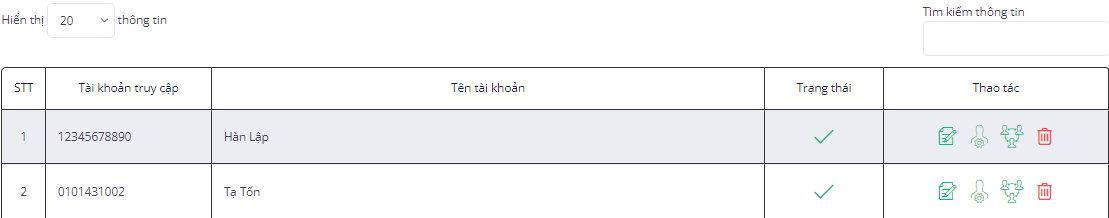 Hiển thị 20 thông tin
Tìm kiếm thông tin
STT Tài khoản truy cập Tên tài khoản Trạng thái Thao tác
1 12345678890 Hàn Lập
2 0101431002 Tạ Tốn